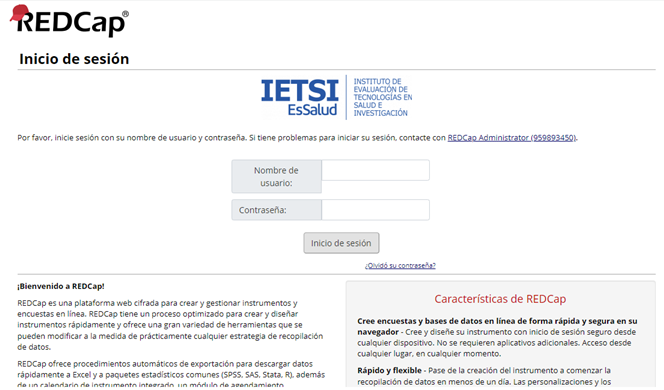 REDCap®
Inicio de sesión
IETSI
EsSalud
INSTITUTO DE
EVALUACIÓN DE
TECNOLOGÍAS EN
SALUD E
INVESTIGACIÓN
Por favor, inicie sesión con su nombre de usuario y contraseña. Si tiene problemas para iniciar su sesión, contacte con REDCap Administrator (959893450).
Nombre de
usuario:
Contraseña:
Inicio de sesión
¿Olvidó su contraseña?
¡Bienvenido a REDCap!
REDCap es una plataforma web cifrada para crear y gestionar instrumentos y
encuestas en línea. REDCap tiene un proceso optimizado para crear y diseñar
instrumentos rápidamente y ofrece una gran variedad de herramientas que se
pueden modificar a la medida de prácticamente cualquier estrategia de recopilación
de datos.
REDCap ofrece procedimientos automáticos de exportación para descargar datos
rápidamente a Excel y a paquetes estadísticos comunes (SPSS, SAS, Stata, R), además
de un calendario de instrumento integrado, un módulo de agendamiento
Características de REDCap
Cree encuestas y bases de datos en línea de forma rápida y segura en su
navegador - Cree y diseñe su instrumento con inicio de sesión seguro desde
cualquier dispositivo. No se requieren aplicativos adicionales. Acceso desde
cualquier lugar, en cualquier momento.
Rápido y flexible - Pase de la creación del instrumento a comenzar la
recopilación de datos en menos de un día. Las personalizaciones y los